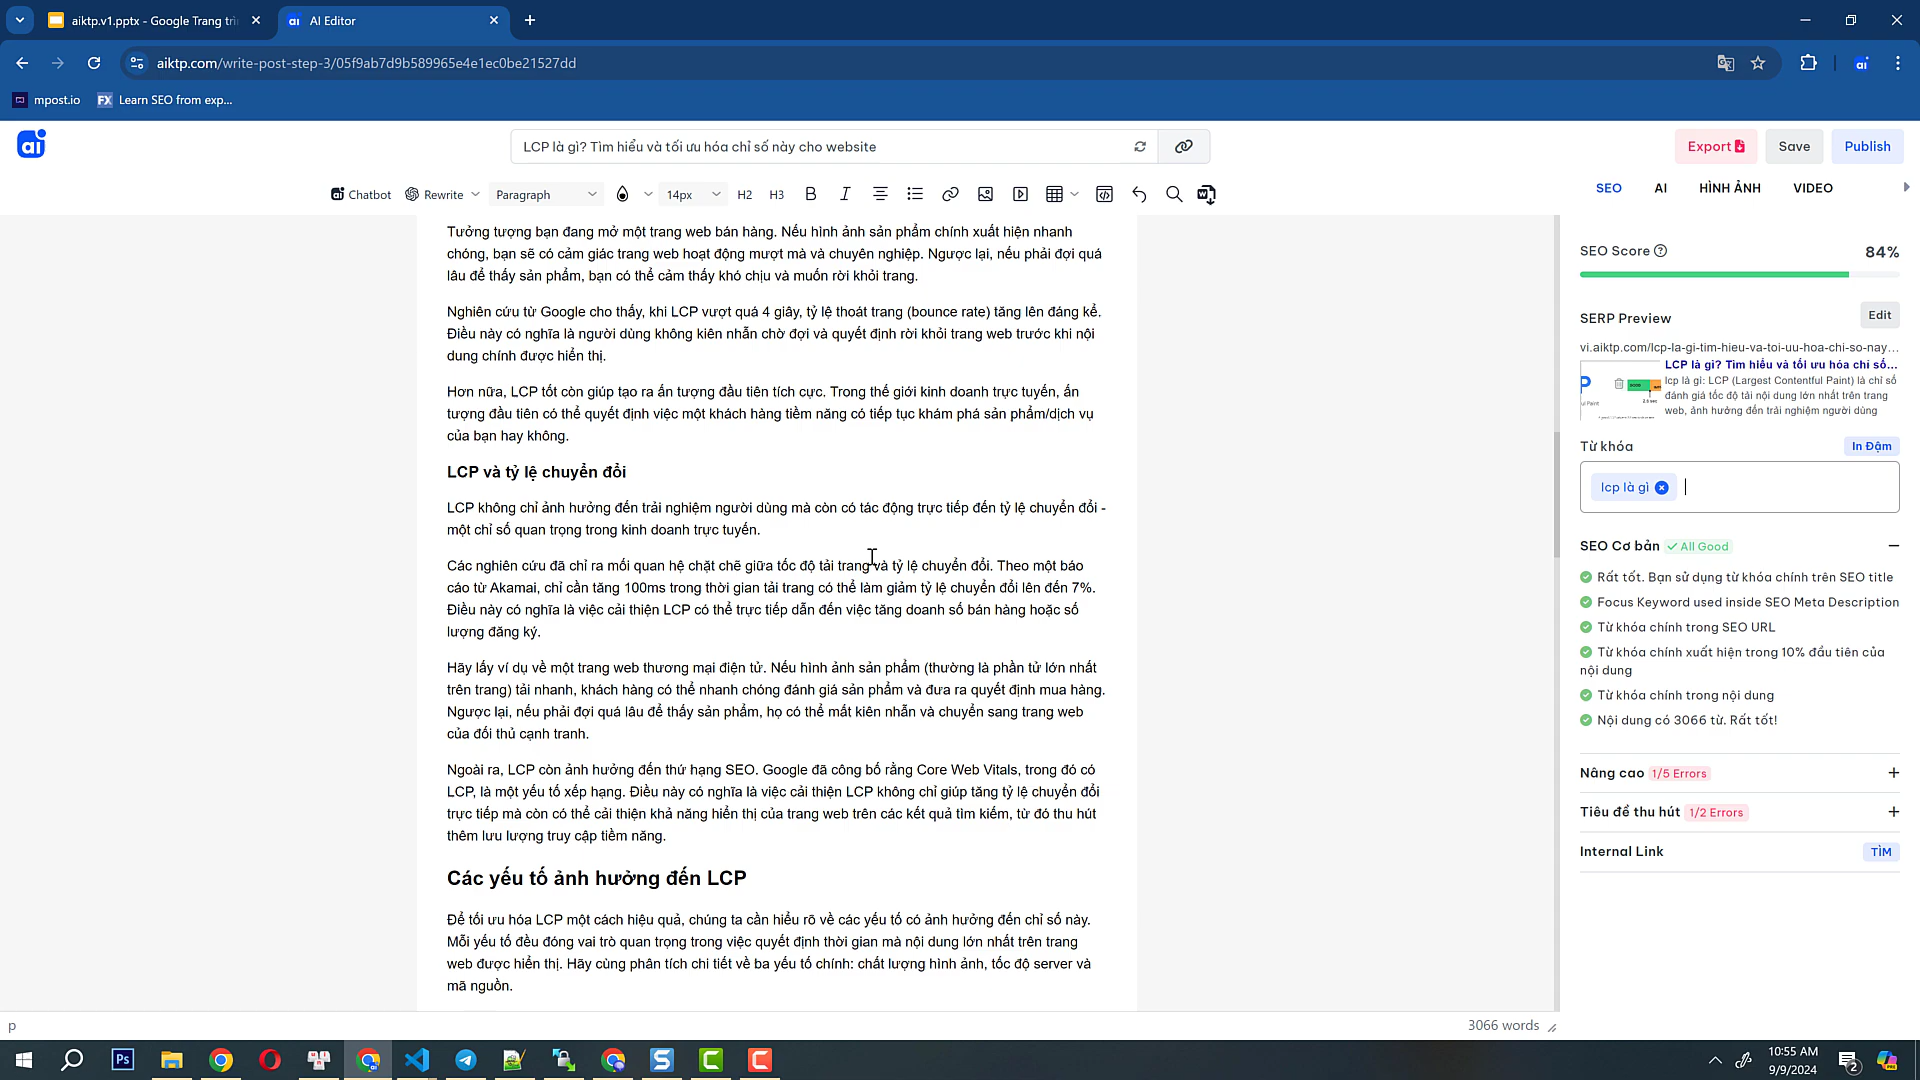 aiktp.v1.pptx - Google Trang trì
AI Editor
aiktp.com/write-post-step-3/05f9ab7d9b589965e4e1ec0be21527dd
mpost.io
FX Learn SEO from exp...
ai
LCP là gì? Tìm hiểu và tối ưu hóa chỉ số này cho website
Export
Save
Publish
Chatbot Rewrite Paragraph 14px H2 H3 B I
SEO AI HÌNH ẢNH VIDEO
Tưởng tượng bạn đang mở một trang web bán hàng. Nếu hình ảnh sản phẩm chính xuất hiện nhanh
chóng, bạn sẽ có cảm giác trang web hoạt động mượt mà và chuyên nghiệp. Ngược lại, nếu phải đợi quá
lâu để thấy sản phẩm, bạn có thể cảm thấy khó chịu và muốn rời khỏi trang.
Nghiên cứu từ Google cho thấy, khi LCP vượt quá 4 giây, tỷ lệ thoát trang (bounce rate) tăng lên đáng kể.
Điều này có nghĩa là người dùng không kiên nhẫn chờ đợi và quyết định rời khỏi trang web trước khi nội
dung chính được hiển thị.
Hơn nữa, LCP tốt còn giúp tạo ra ấn tượng đầu tiên tích cực. Trong thế giới kinh doanh trực tuyến, ấn
tượng đầu tiên có thể quyết định việc một khách hàng tiềm năng có tiếp tục khám phá sản phẩm/dịch vụ
của bạn hay không.
LCP và tỷ lệ chuyển đổi
LCP không chỉ ảnh hưởng đến trải nghiệm người dùng mà còn có tác động trực tiếp đến tỷ lệ chuyển đổi -
một chỉ số quan trọng trong kinh doanh trực tuyến.
Các nghiên cứu đã chỉ ra mối quan hệ chặt chẽ giữa tốc độ tải trang và tỷ lệ chuyển đổi. Theo một báo
cáo từ Akamai, chỉ cần tăng 100ms trong thời gian tải trang có thể làm giảm tỷ lệ chuyển đổi lên đến 7%.
Điều này có nghĩa là việc cải thiện LCP có thể trực tiếp dẫn đến việc tăng doanh số bán hàng hoặc số
lượng đăng ký.
Hãy lấy ví dụ về một trang web thương mại điện tử. Nếu hình ảnh sản phẩm (thường là phần tử lớn nhất
trên trang) tải nhanh, khách hàng có thể nhanh chóng đánh giá sản phẩm và đưa ra quyết định mua hàng.
Ngược lại, nếu phải đợi quá lâu để thấy sản phẩm, họ có thể mất kiên nhẫn và chuyển sang trang web
của đối thủ cạnh tranh.
Ngoài ra, LCP còn ảnh hưởng đến thứ hạng SEO. Google đã công bố rằng Core Web Vitals, trong đó có
LCP, là một yếu tố xếp hạng. Điều này có nghĩa là việc cải thiện LCP không chỉ giúp tăng tỷ lệ chuyển đổi
trực tiếp mà còn có thể cải thiện khả năng hiển thị của trang web trên các kết quả tìm kiếm, từ đó thu hút
thêm lưu lượng truy cập tiềm năng.
Các yếu tố ảnh hưởng đến LCP
Để tối ưu hóa LCP một cách hiệu quả, chúng ta cần hiểu rõ về các yếu tố có ảnh hưởng đến chỉ số này.
Mỗi yếu tố đều đóng vai trò quan trọng trong việc quyết định thời gian mà nội dung lớn nhất trên trang
web được hiển thị. Hãy cùng phân tích chi tiết về ba yếu tố chính: chất lượng hình ảnh, tốc độ server và
mã nguồn.
SEO Score 84%
SERP Preview Edit
vi.aiktp.com/lcp-la-gi-tim-hieu-va-toi-uu-hoa-chi-so-nay...
LCP là gì? Tìm hiểu và tối ưu hóa chỉ số...
lcp là gì: LCP (Largest Contentful Paint) là chỉ số
đánh giá tốc độ tải nội dung lớn nhất trên trang
web, ảnh hưởng đến trải nghiệm người dùng
Từ khóa In Đậm
lcp là gì
SEO Cơ bản All Good
Rất tốt. Bạn sử dụng từ khóa chính trên SEO title
Focus Keyword used inside SEO Meta Description
Từ khóa chính trong SEO URL
Từ khóa chính xuất hiện trong 10% đầu tiên của
nội dung
Từ khóa chính trong nội dung
Nội dung có 3066 từ. Rất tốt!
Nâng cao 1/5 Errors
Tiêu đề thu hút 1/2 Errors
Internal Link TÌM
p
3066 words
10:55 AM
9/9/2024
2